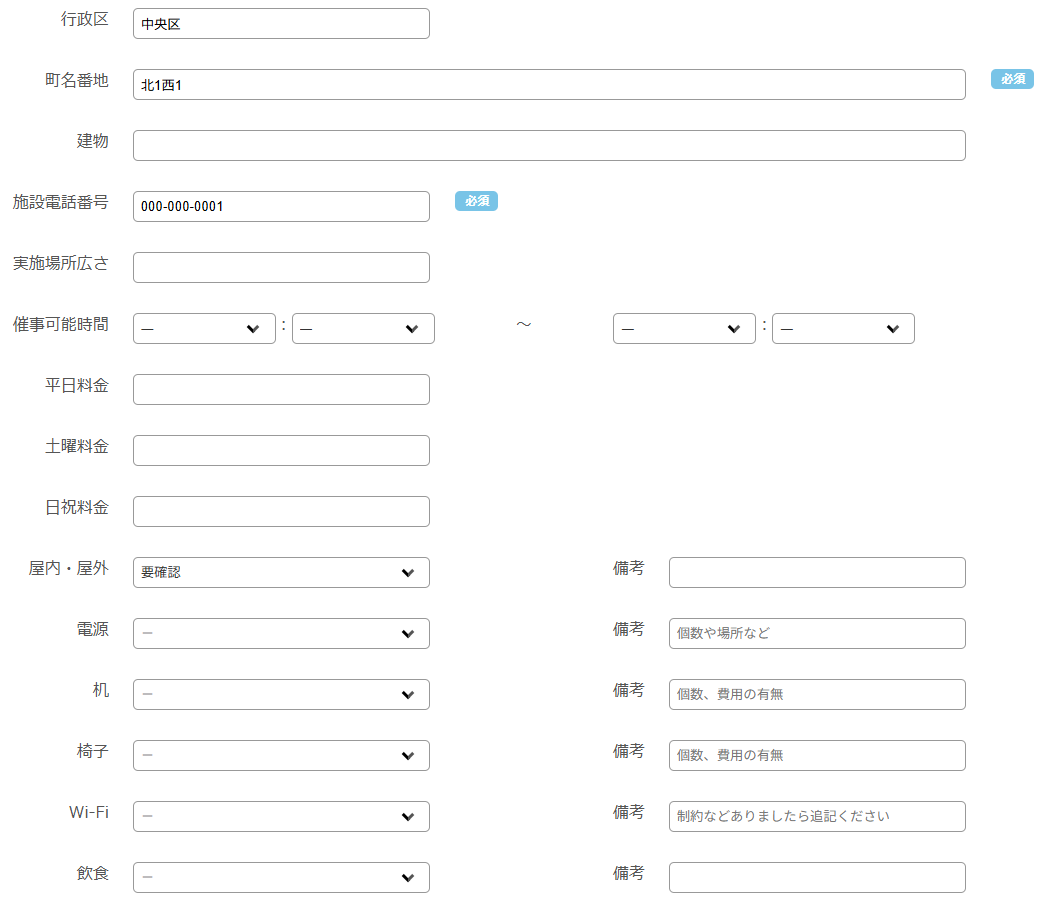 行政区 中央区
町名番地 北1西1 必須
建物
施設電話番号 000-000-0001 必須
実施場所広さ
催事可能時間 — : — ～ — : —
平日料金
土曜料金
日祝料金
屋内・屋外 要確認 備考
電源 — 備考 個数や場所など
机 — 備考 個数、費用の有無
椅子 — 備考 個数、費用の有無
Wi-Fi — 備考 制約などありましたら追記ください
飲食 — 備考